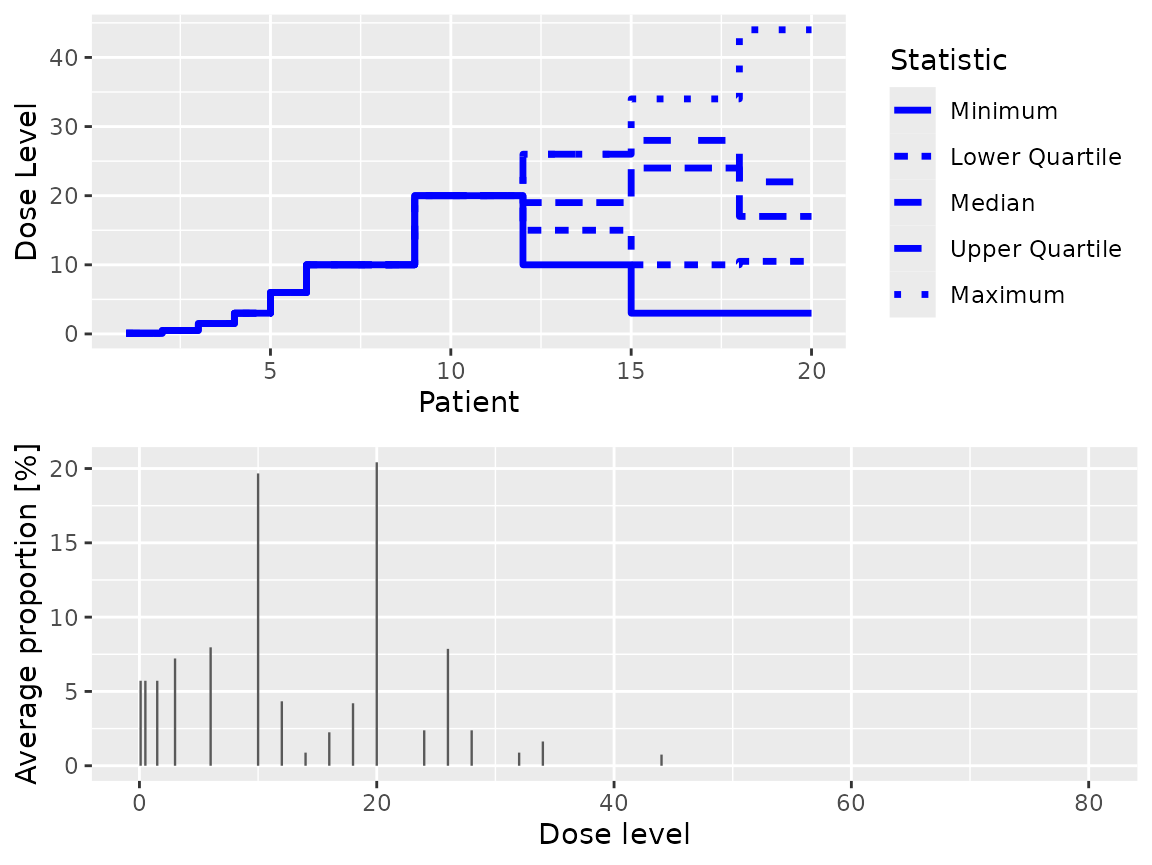 Dose Level
40
30
20
10
0
5 10 15 20
Patient
Statistic
Minimum
Lower Quartile
Median
Upper Quartile
Maximum
Average proportion [%]
20
15
10
5
0
0 20 40 60 80
Dose level